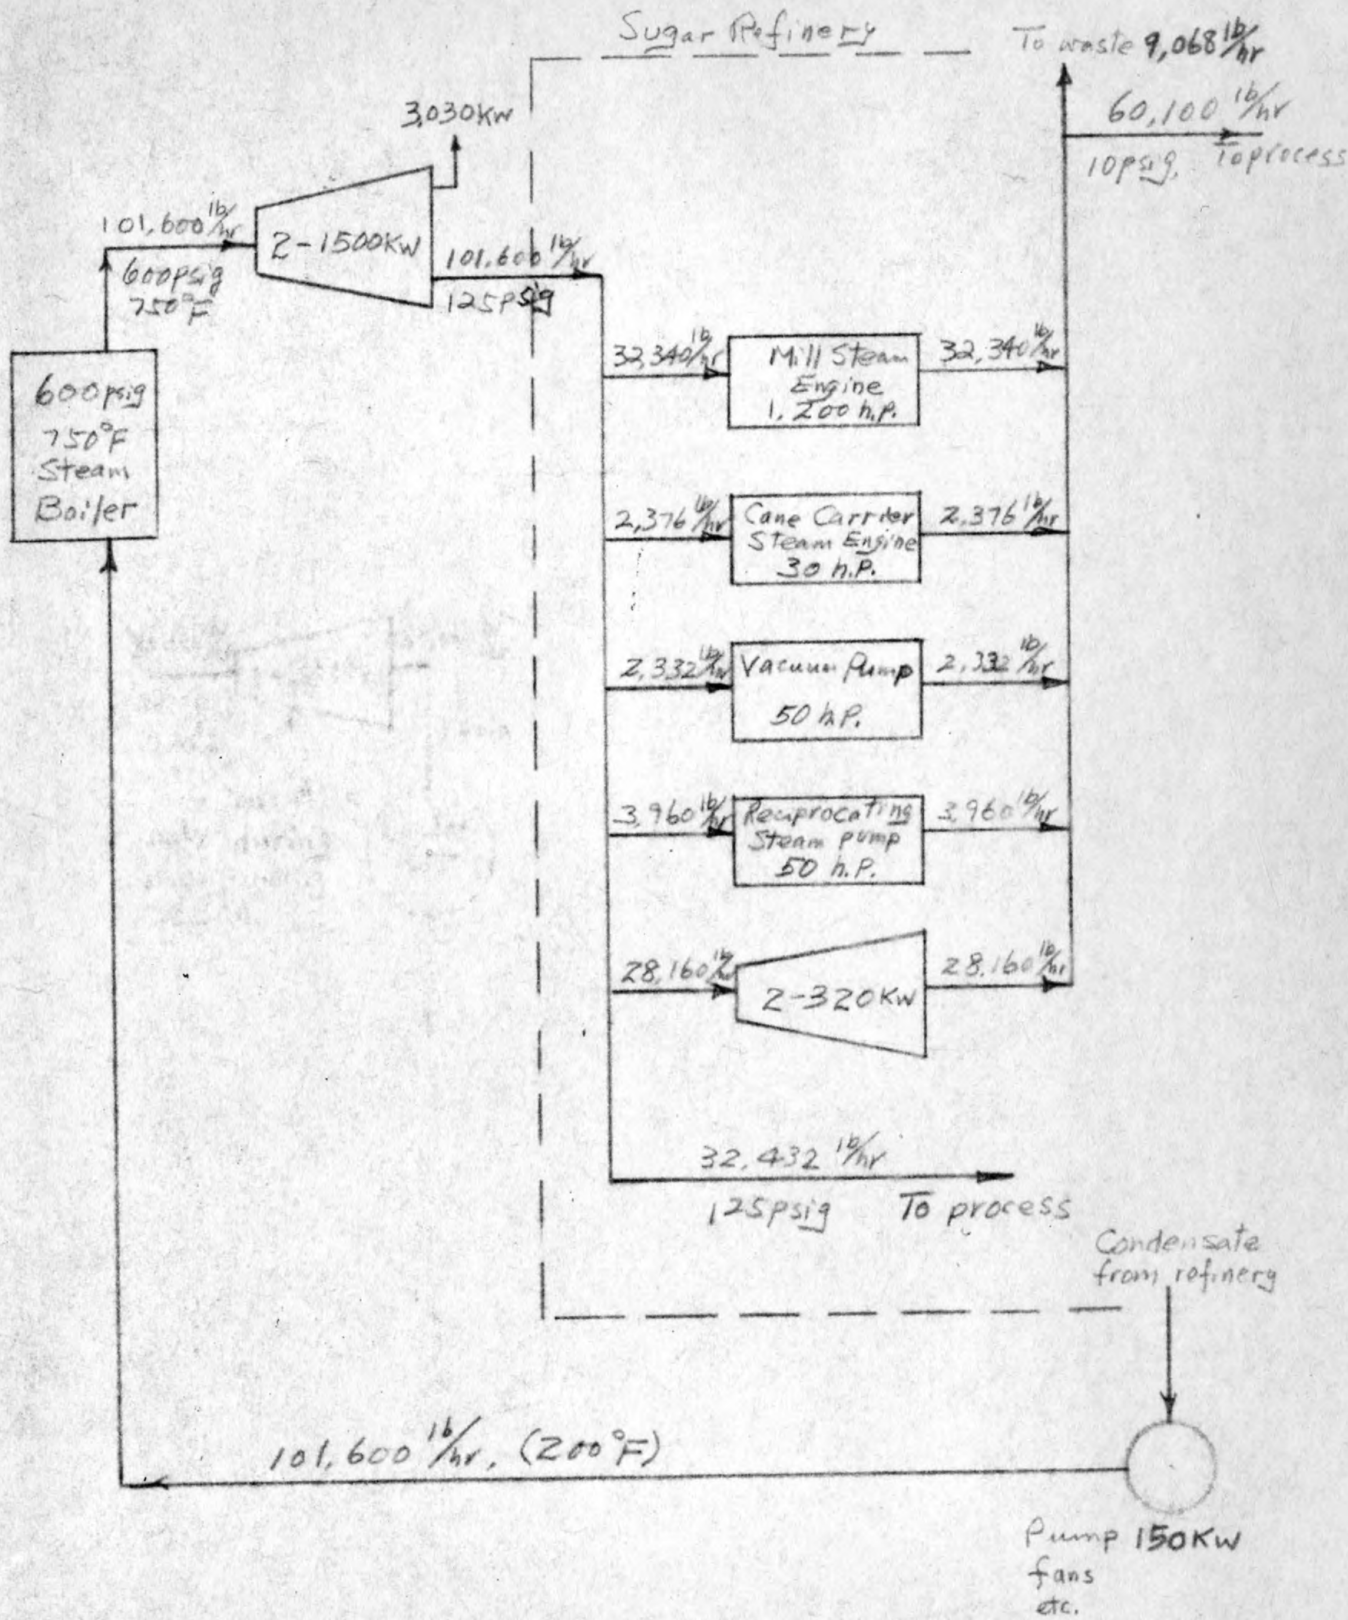 Sugar Refinery
To waste 9,068 lb/hr
60,100 lb/hr
10psig. To process
3,030kw
101,600 lb/hr
600psig
750°F
2-1500KW
101,600 lb/hr
125psig
600psig
750°F
Steam
Boiler
32,340 lb/hr
Mill Steam
Engine
1,200 h.p.
32,340 lb/hr
2,376 lb/hr
Cane Carrier
Steam Engine
30 h.p.
2,376 lb/hr
2,332 lb/hr
Vacuum Pump
50 h.p.
2,332 lb/hr
3,960 lb/hr
Reciprocating
Steam pump
50 h.p.
3,960 lb/hr
28,160 lb/hr
2-320KW
28,160 lb/hr
32,432 lb/hr
125psig To process
Condensate
from refinery
101,600 lb/hr. (200°F)
Pump 150KW
fans
etc.